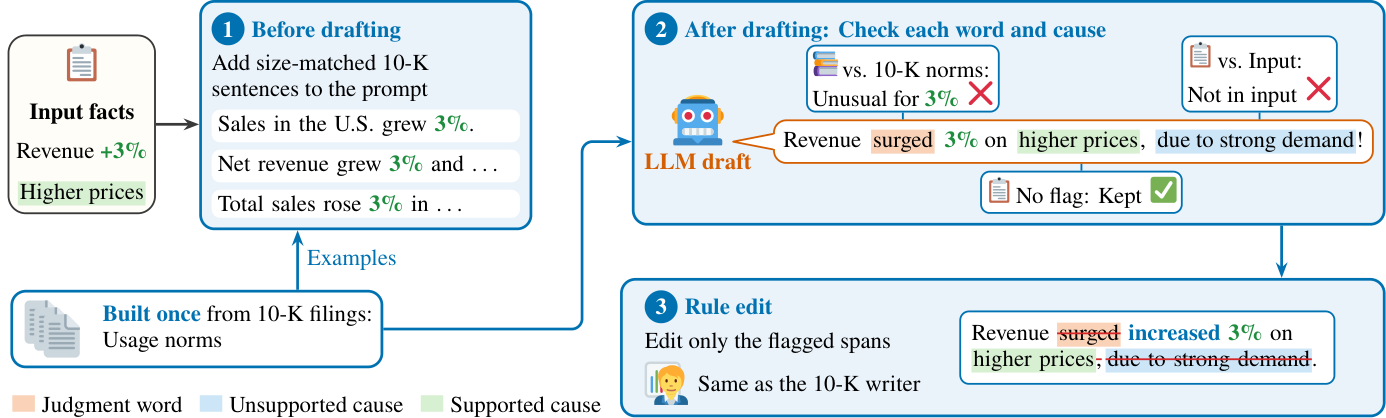 Input facts
Revenue +3%
Higher prices
1 Before drafting
Add size-matched 10-K
sentences to the prompt
Sales in the U.S. grew 3%.
Net revenue grew 3% and ...
Total sales rose 3% in ...
Examples
Built once from 10-K filings:
Usage norms
2 After drafting: Check each word and cause
vs. 10-K norms:
Unusual for 3%
vs. Input:
Not in input
LLM draft
Revenue surged 3% on higher prices, due to strong demand!
No flag: Kept
3 Rule edit
Edit only the flagged spans
Same as the 10-K writer
Revenue surged increased 3% on
higher prices, due to strong demand.
Judgment word
Unsupported cause
Supported cause